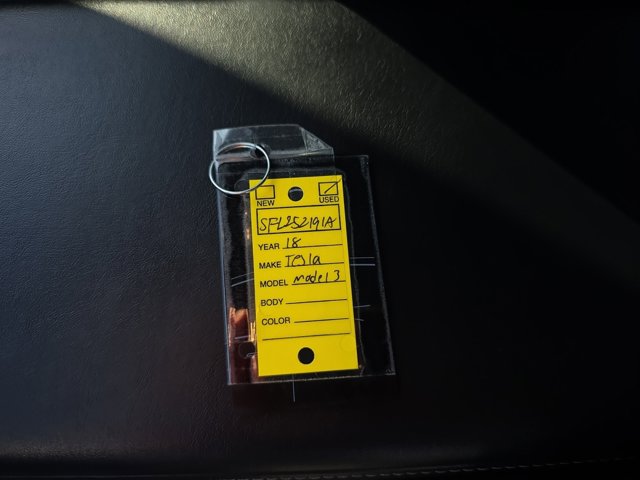 NEW USED
SFL252191A
YEAR 18
MAKE Tesla
MODEL Model 3
BODY
COLOR